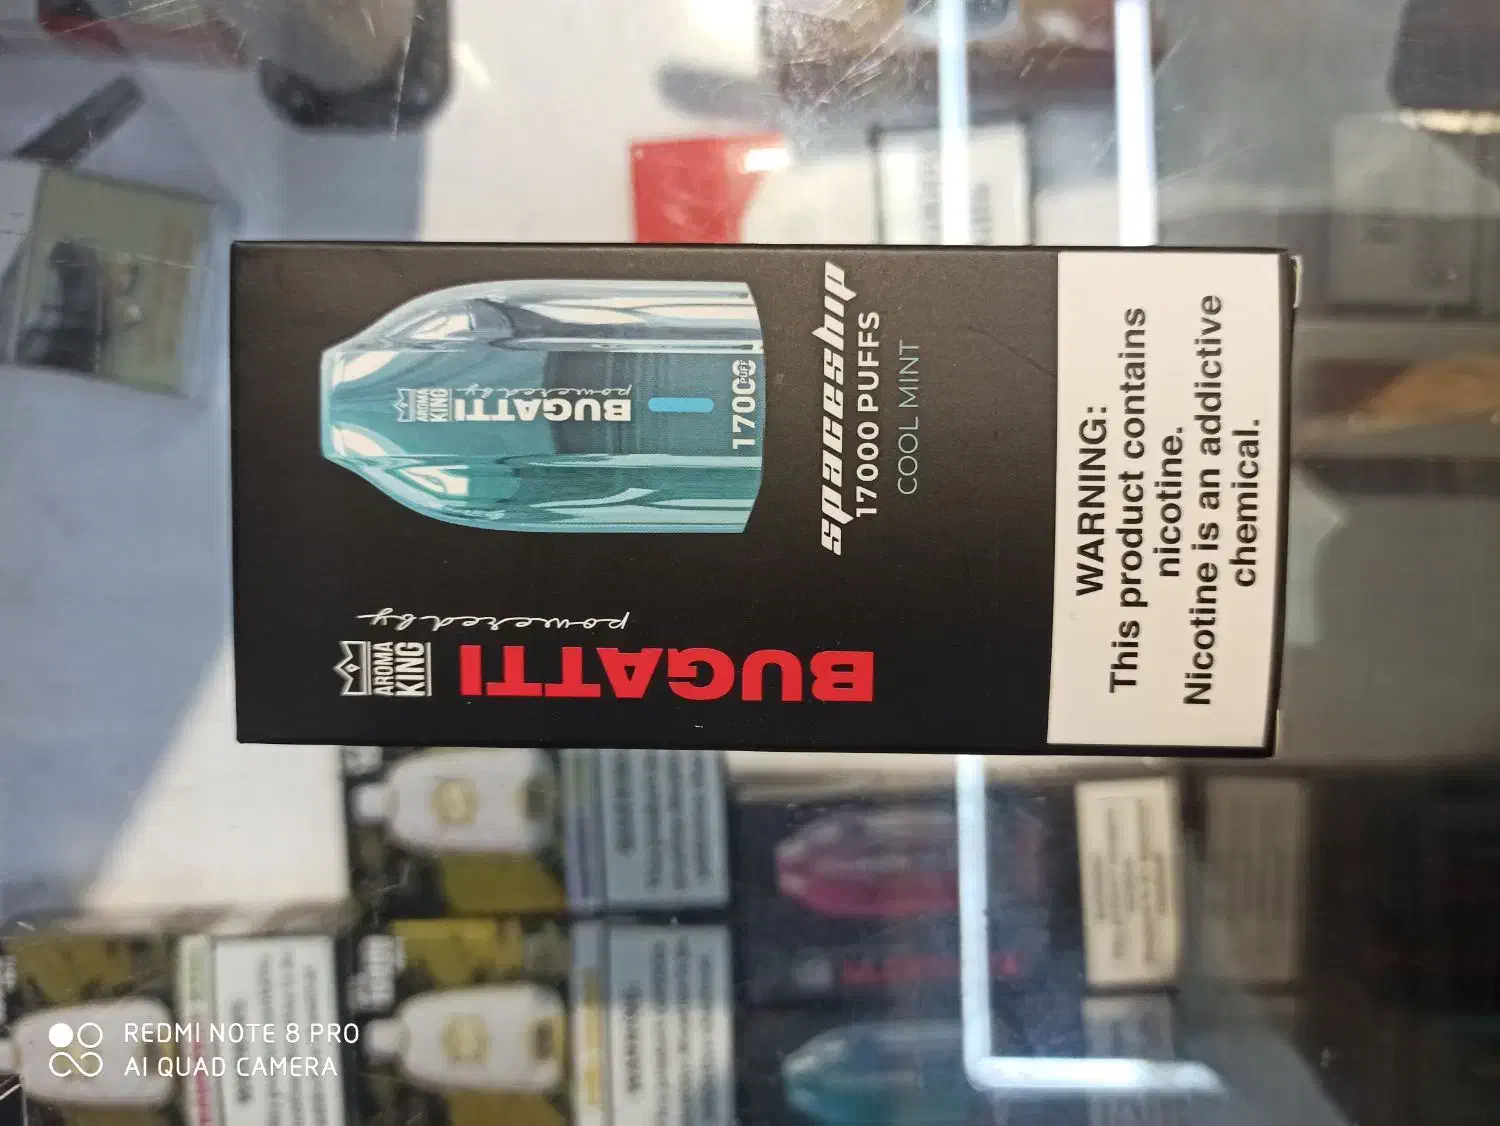 BUGATTI
powered by
AROMA
KING
BUGATTI
powered by
AROMA
KING
17000
PUFF
spaceship
17000 PUFFS
COOL MINT
WARNING:
This product contains
nicotine.
Nicotine is an addictive
chemical.
REDMI NOTE 8 PRO
AI QUAD CAMERA